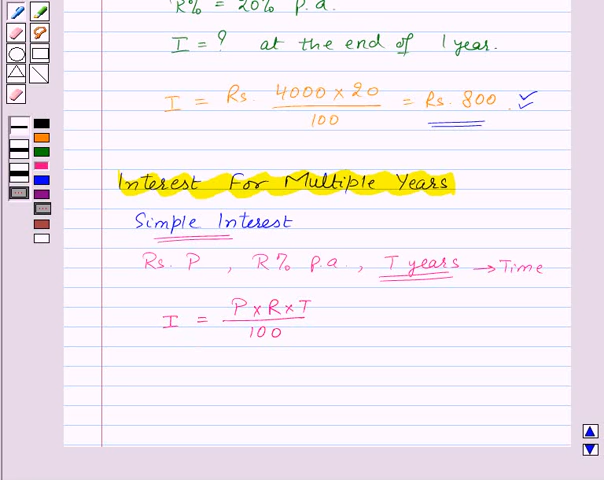 R% = 20% p.a.
I = ? at the end of 1 year.
I = Rs. 4000 × 20 / 100 = Rs. 800
Interest For Multiple Years
Simple Interest
Rs. P , R% p.a , T years → Time
I = P × R × T / 100